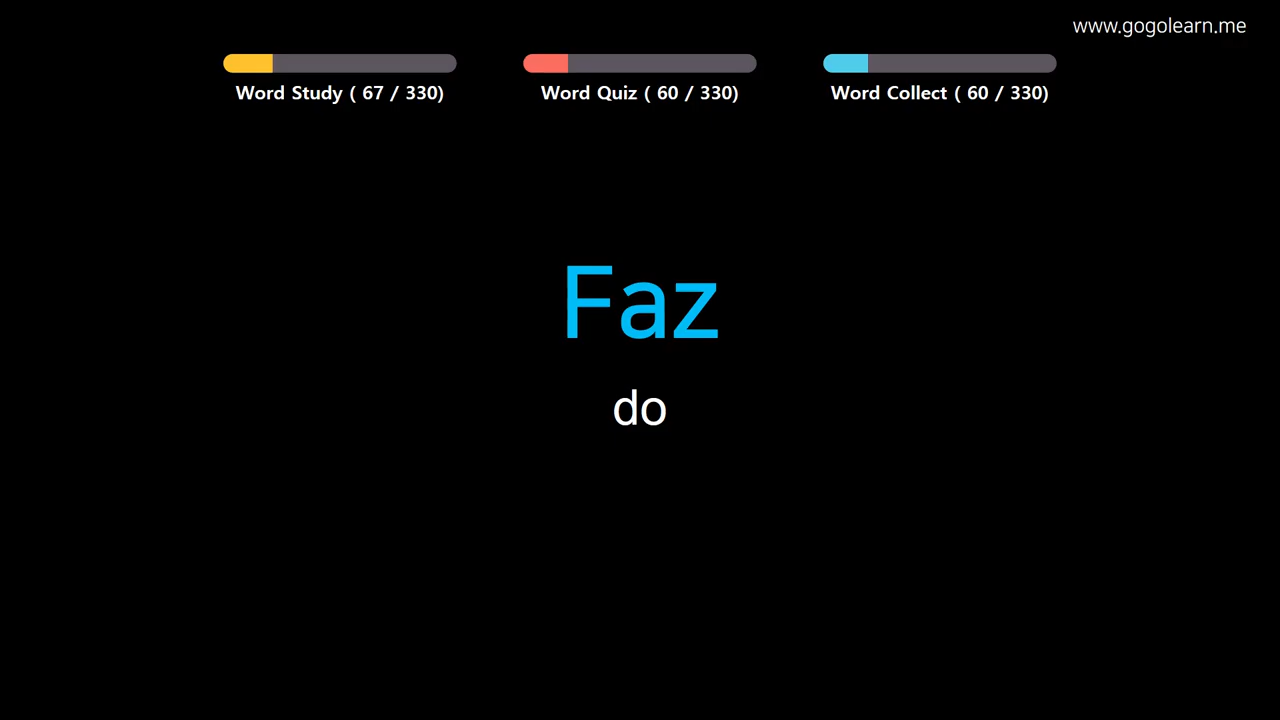 www.gogolearn.me
Word Study ( 67 / 330)
Word Quiz ( 60 / 330)
Word Collect ( 60 / 330)
Faz
do